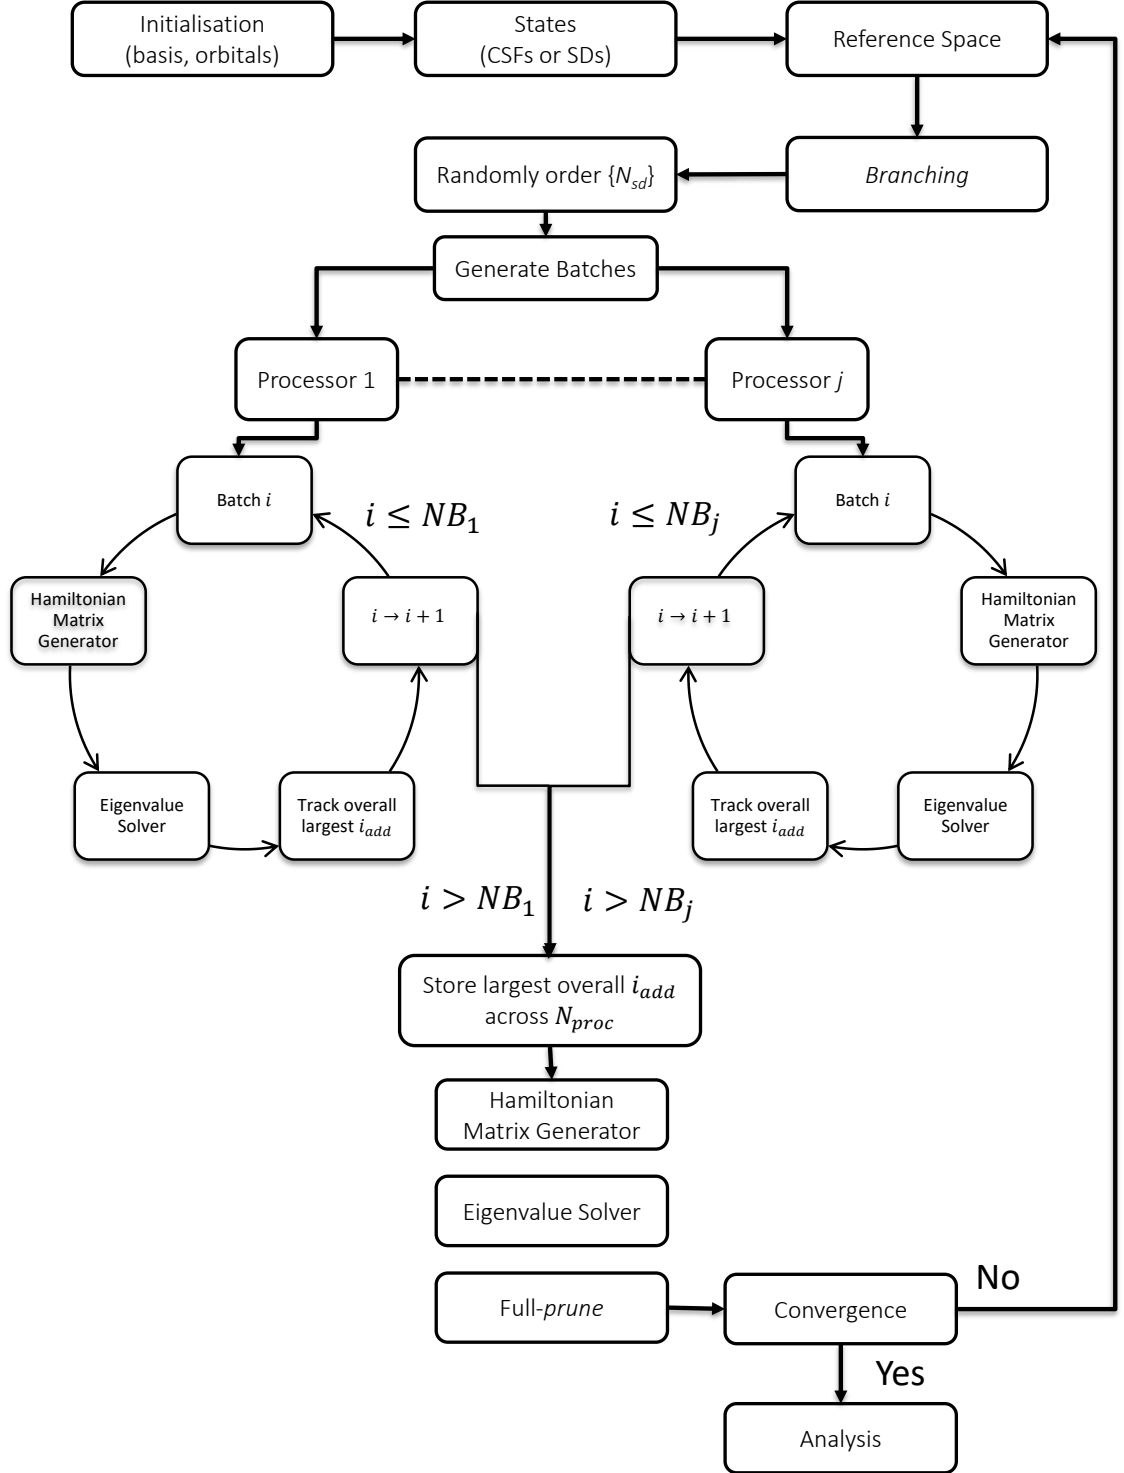 Initialisation
(basis, orbitals)
States
(CSFs or SDs)
Reference Space
Randomly order {N_sd}
Branching
Generate Batches
Processor 1
Processor j
Batch i
i ≤ NB_1
i ≤ NB_j
Batch i
Hamiltonian
Matrix
Generator
i → i + 1
i → i + 1
Hamiltonian
Matrix
Generator
Eigenvalue
Solver
Track overall
largest i_add
Track overall
largest i_add
Eigenvalue
Solver
i > NB_1
i > NB_j
Store largest overall i_add
across N_proc
Hamiltonian
Matrix Generator
Eigenvalue Solver
Full-prune
Convergence
No
Yes
Analysis